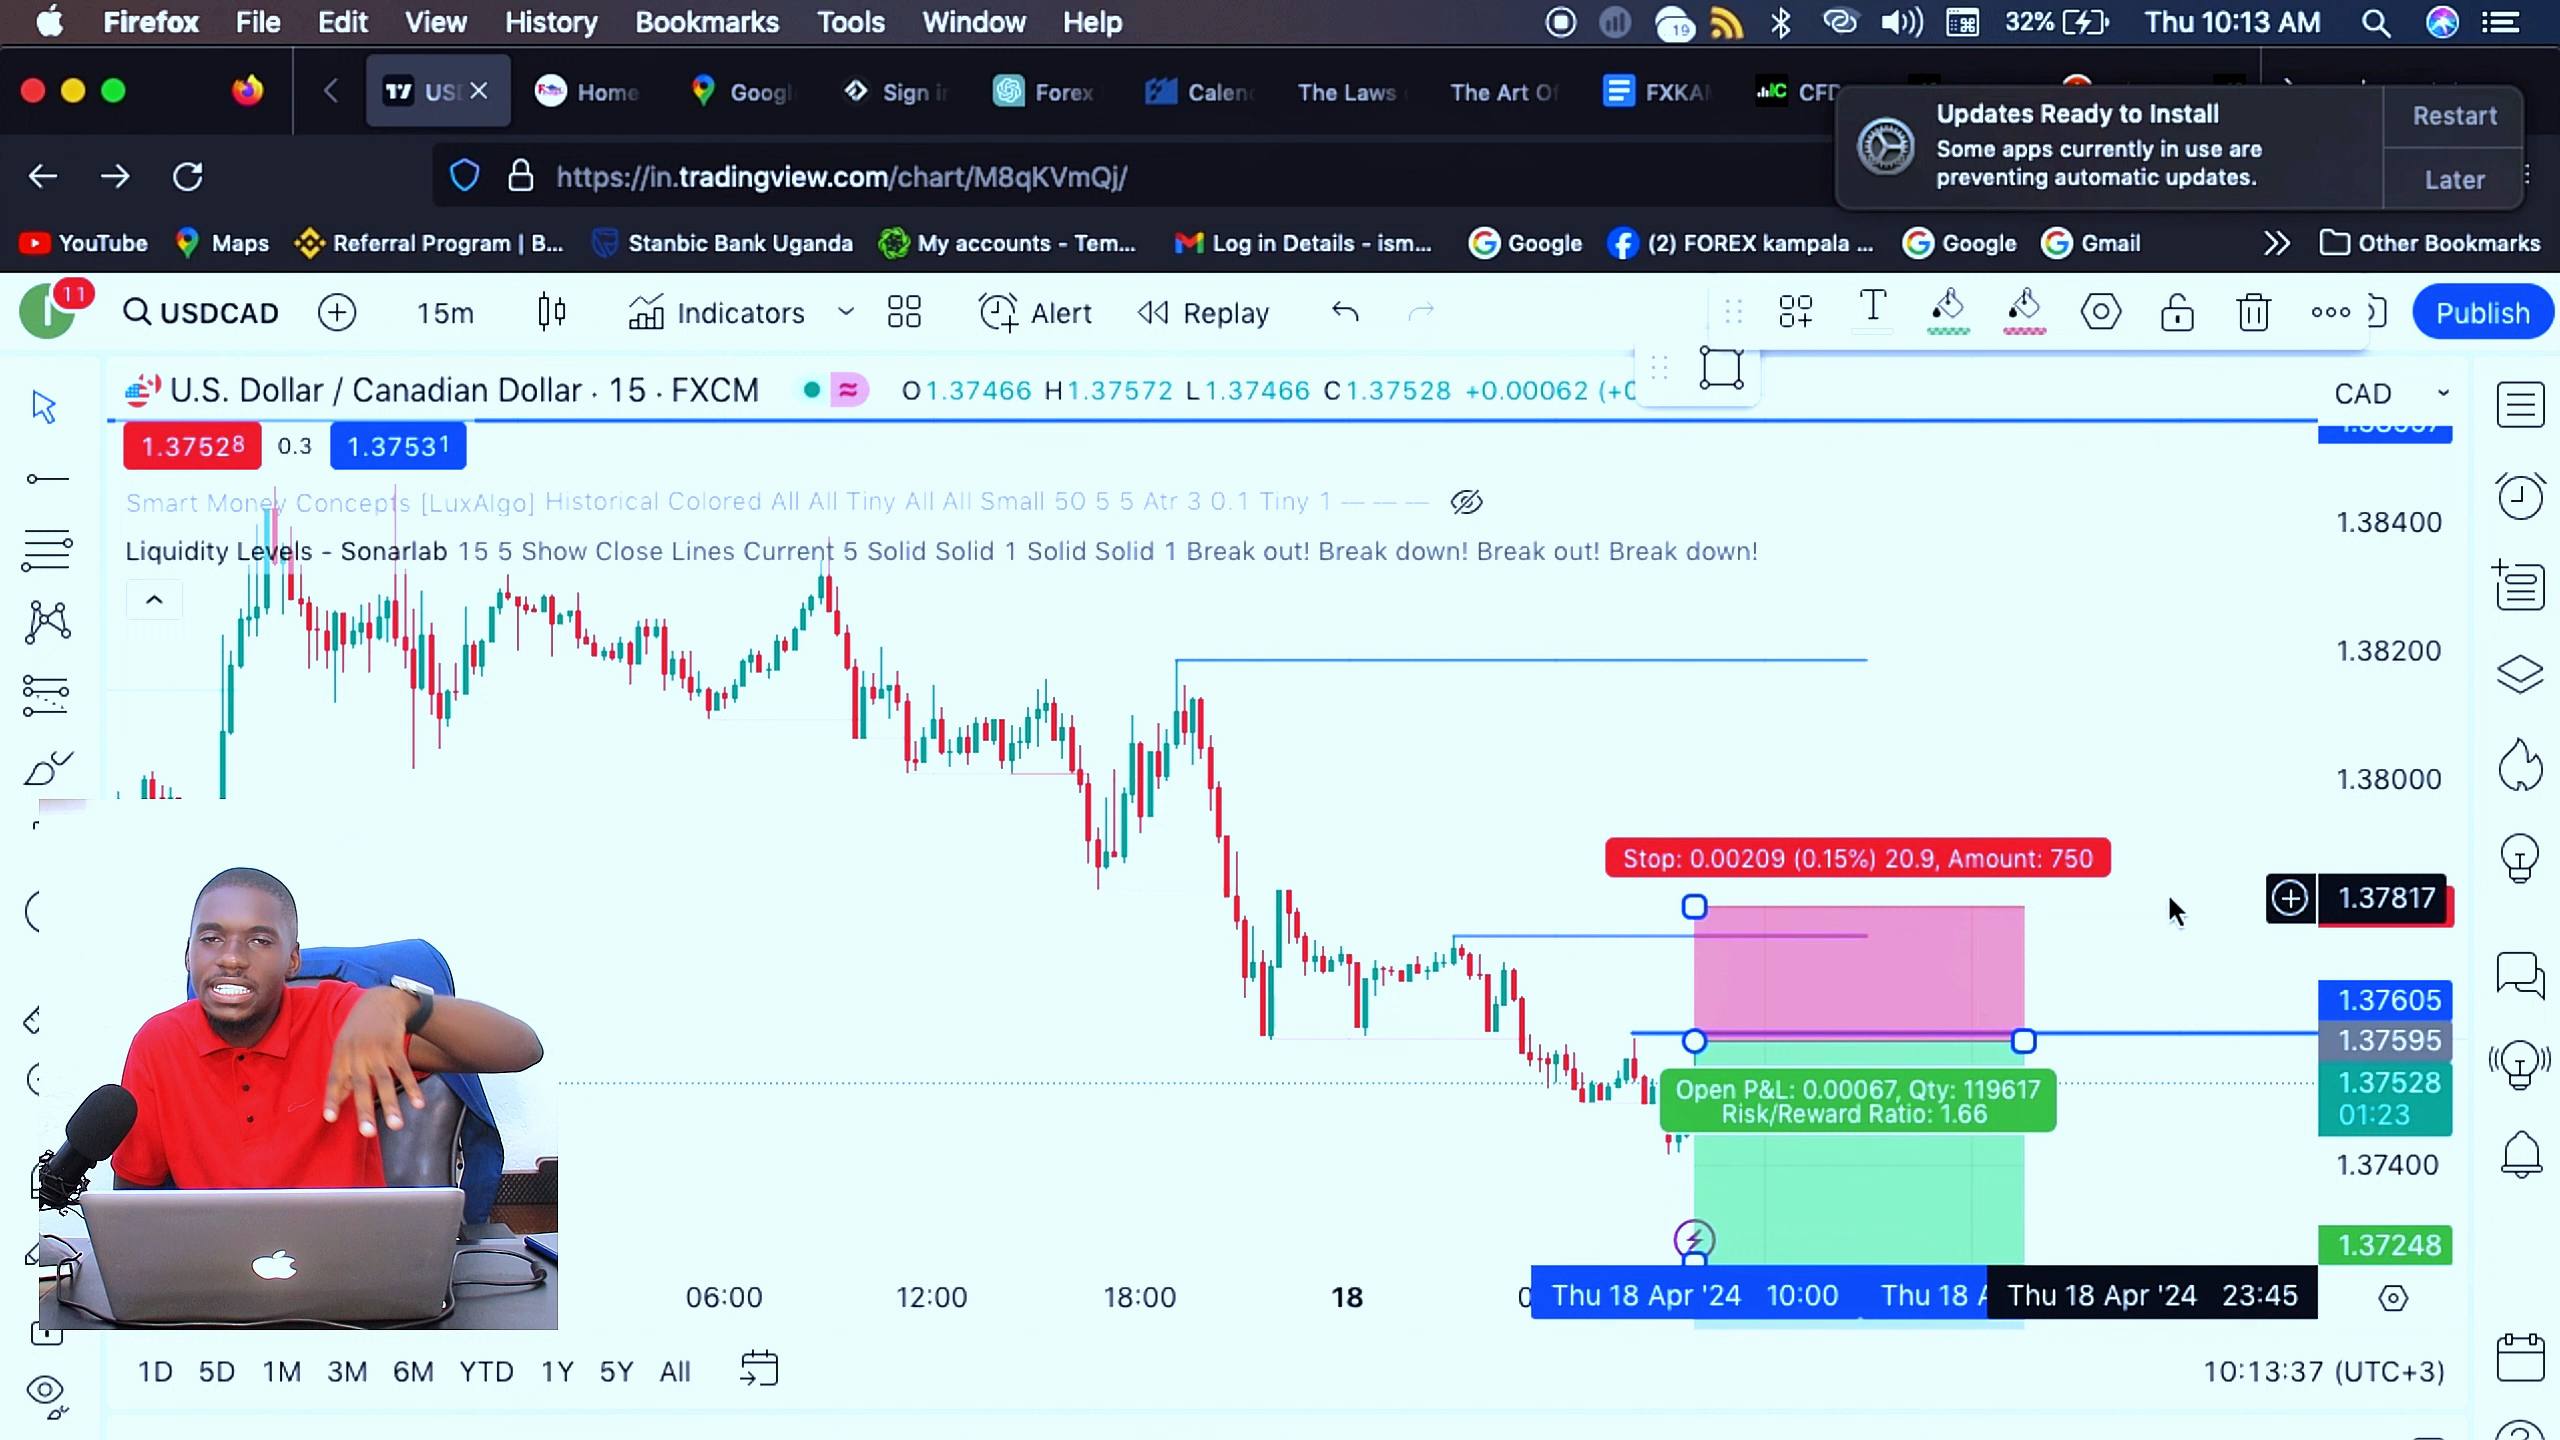 Firefox File Edit View History Bookmarks Tools Window Help 19 32% Thu 10:13 AM
US Home Googl Sign in Forex Calen The Laws The Art Of FXKA CFD
Updates Ready to Install
Some apps currently in use are
preventing automatic updates.
Restart
Later
https://in.tradingview.com/chart/M8qKVmQj/
YouTube Maps Referral Program | B... Stanbic Bank Uganda My accounts - Tem... Log in Details - ism... Google (2) FOREX kampala ... Google Gmail Other Bookmarks
11 USDCAD 15m Indicators Alert Replay Publish
U.S. Dollar / Canadian Dollar · 15 · FXCM O1.37466 H1.37572 L1.37466 C1.37528 +0.00062 CAD
1.37528 0.3 1.37531
Smart Money Concepts [LuxAlgo] Historical Colored All All Tiny All All Small 50 5 5 Atr 3 0.1 Tiny 1
Liquidity Levels - Sonarlab 15 5 Show Close Lines Current 5 Solid Solid 1 Solid Solid 1 Break out! Break down! Break out! Break down!
1.38400
1.38200
1.38000
Stop: 0.00209 (0.15%) 20.9, Amount: 750
1.37817
1.37605
1.37595
1.37528
01:23
Open P&L: 0.00067, Qty: 119617
Risk/Reward Ratio: 1.66
1.37400
1.37248
06:00 12:00 18:00 18 Thu 18 Apr '24 10:00 Thu 18 Thu 18 Apr '24 23:45
1D 5D 1M 3M 6M YTD 1Y 5Y All 10:13:37 (UTC+3)